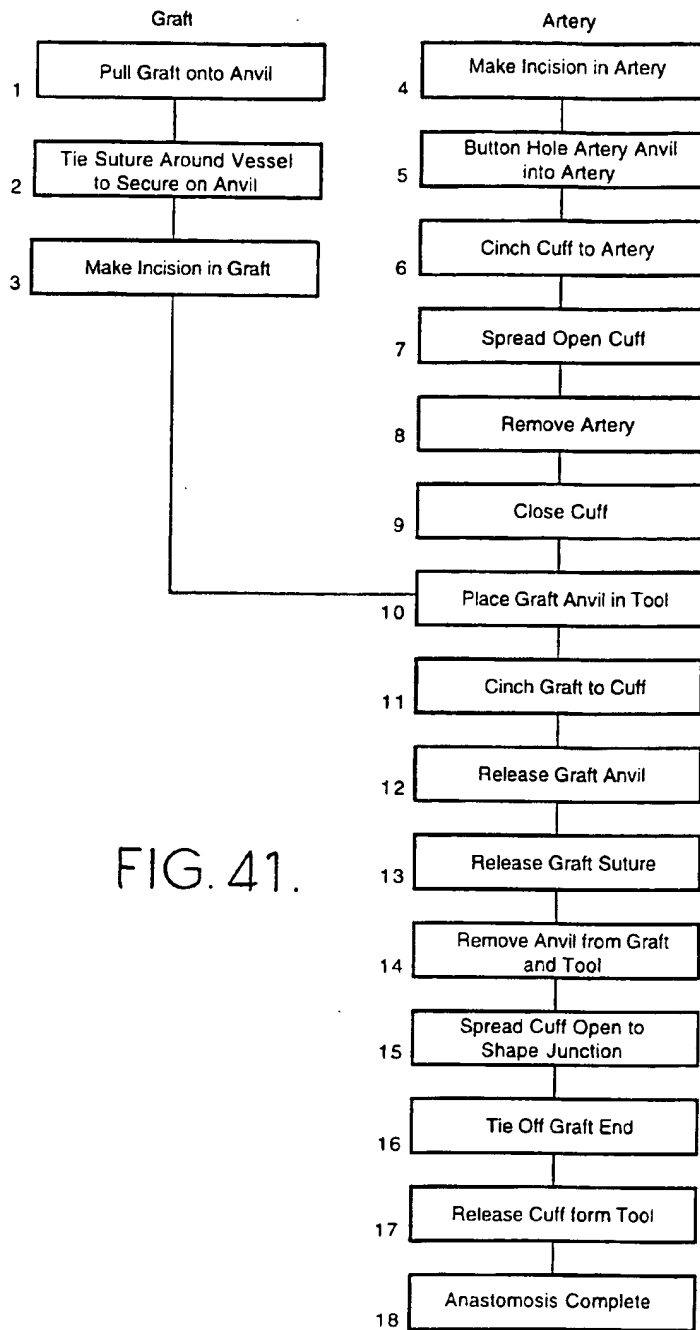 Graft
1
Pull Graft onto Anvil
2
Tie Suture Around Vessel
to Secure on Anvil
3
Make Incision in Graft
Artery
4
Make Incision in Artery
5
Button Hole Artery Anvil
into Artery
6
Cinch Cuff to Artery
7
Spread Open Cuff
8
Remove Artery
9
Close Cuff
10
Place Graft Anvil in Tool
11
Cinch Graft to Cuff
12
Release Graft Anvil
13
Release Graft Suture
14
Remove Anvil from Graft
and Tool
15
Spread Cuff Open to
Shape Junction
16
Tie Off Graft End
17
Release Cuff form Tool
18
Anastomosis Complete
FIG. 41.